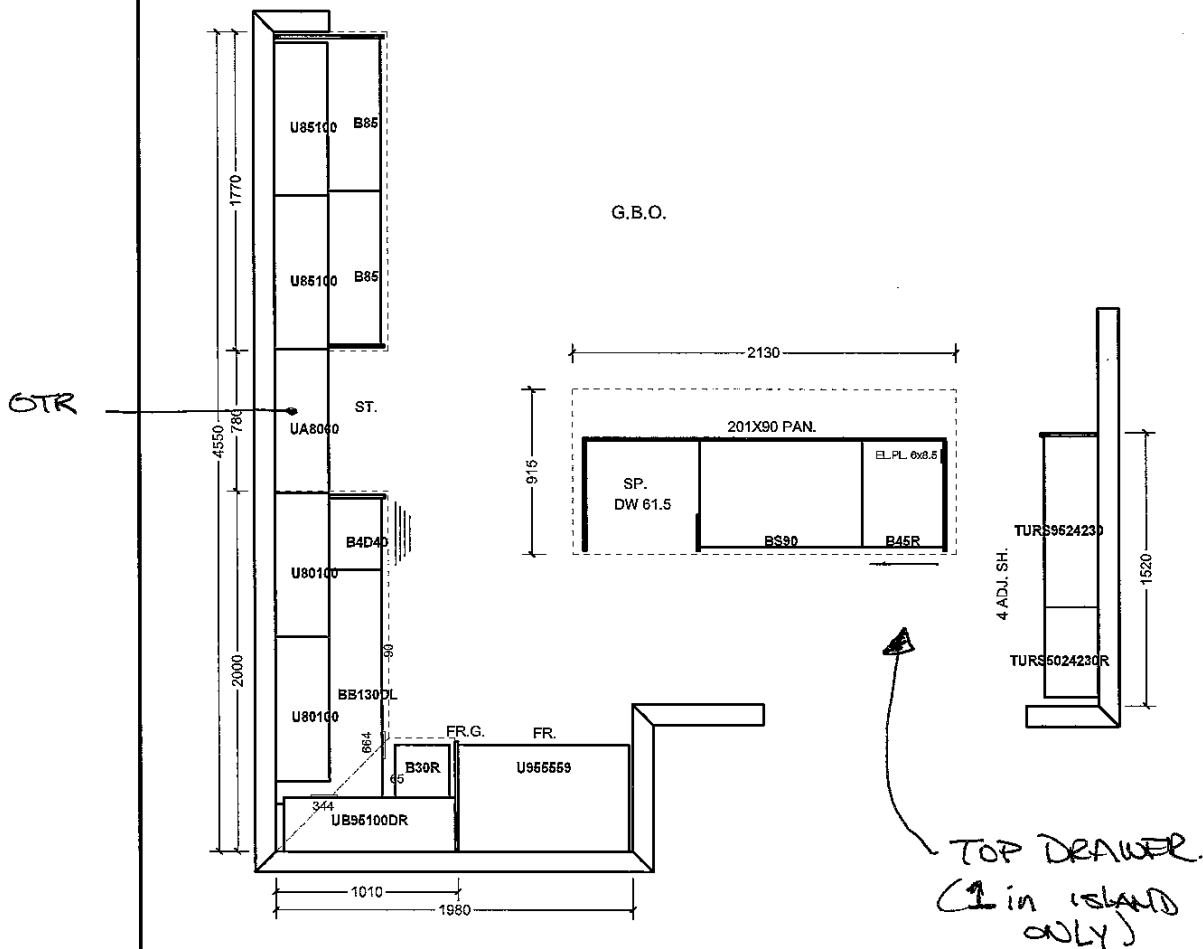 U85100
B85
1770
G.B.O.
U85100
B85
2130
OTR
4550
780
UA8060
ST.
915
201X90 PAN.
EL.PL. 6x8.5
SP.
DW 61.5
BS90
B45R
B4D40
U80100
TURS9524230
4 ADJ. SH.
1520
TURS5024230R
2000
90
BB130DL
U80100
664
FR.G.
FR.
B30R
65
U955559
344
UB95100DR
1010
1980
TOP DRAWER.
(1 in ISLAND
ONLY)